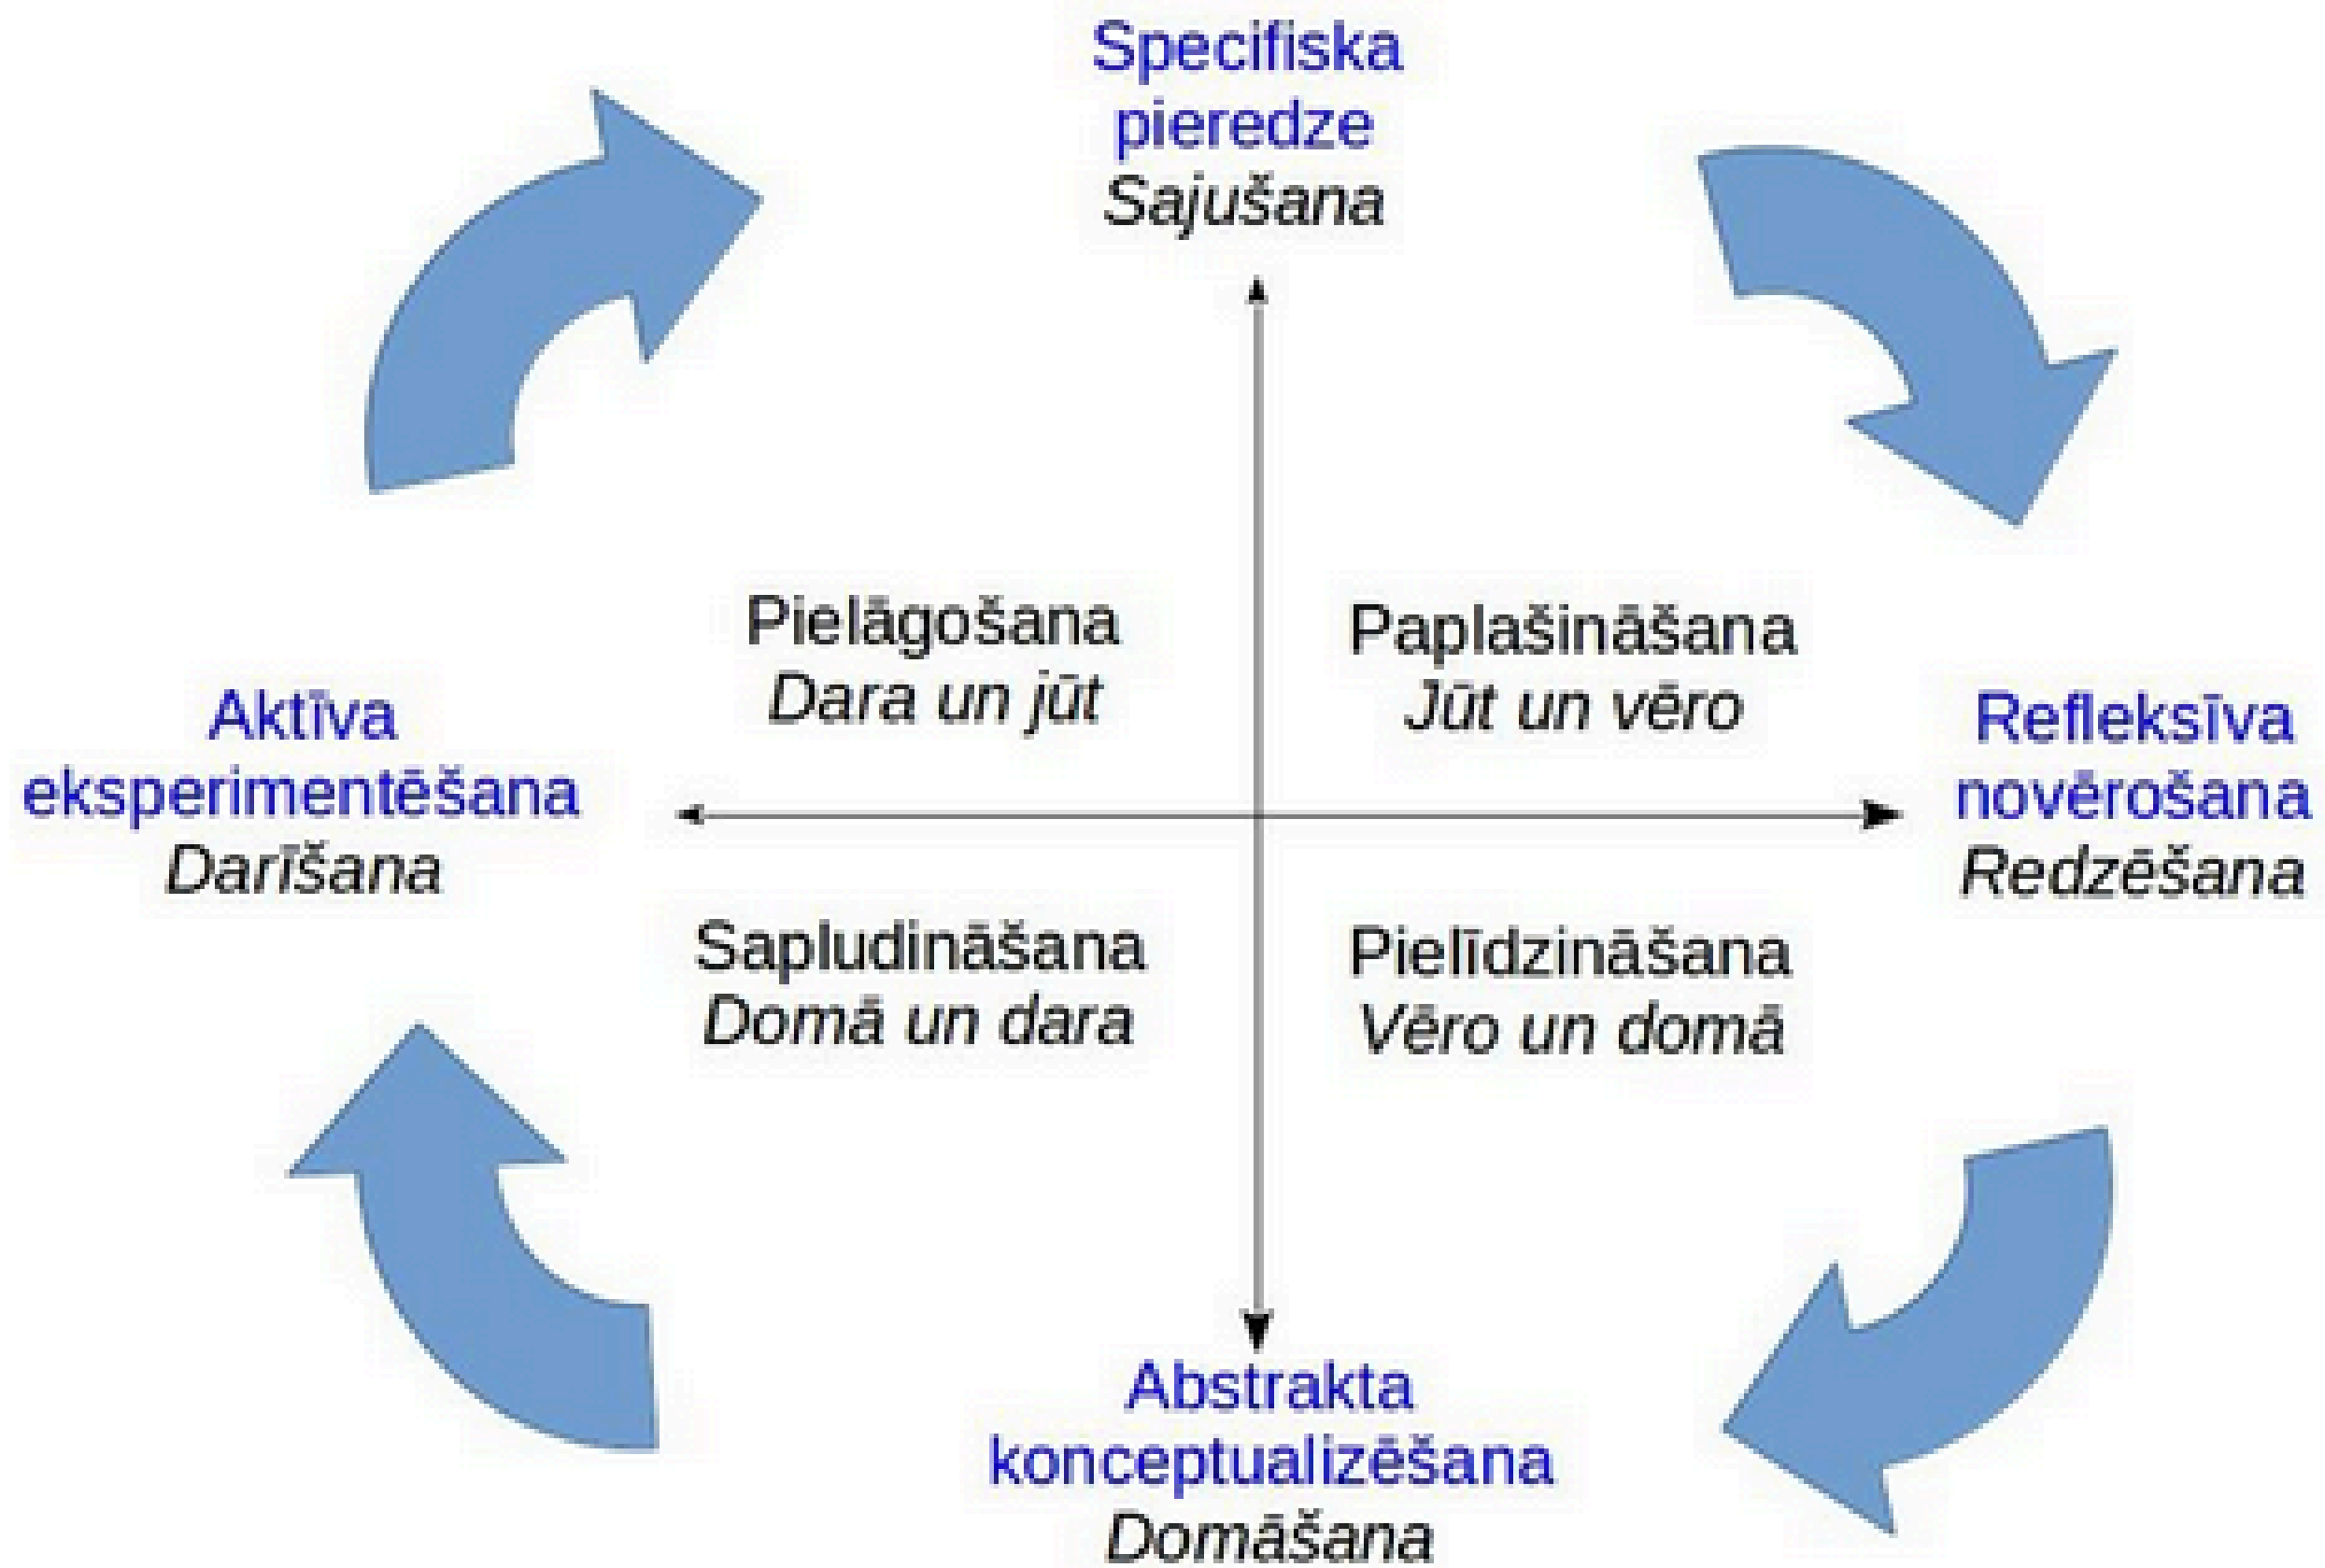 Specifiska
pieredze
Sajušana
Pielāgošana
Dara un jūt
Paplašināšana
Jūt un vēro
Aktīva
eksperimentēšana
Darīšana
Refleksīva
novērošana
Redzēšana
Sapludināšana
Domā un dara
Pielīdzināšana
Vēro un domā
Abstrakta
konceptualizēšana
Domāšana